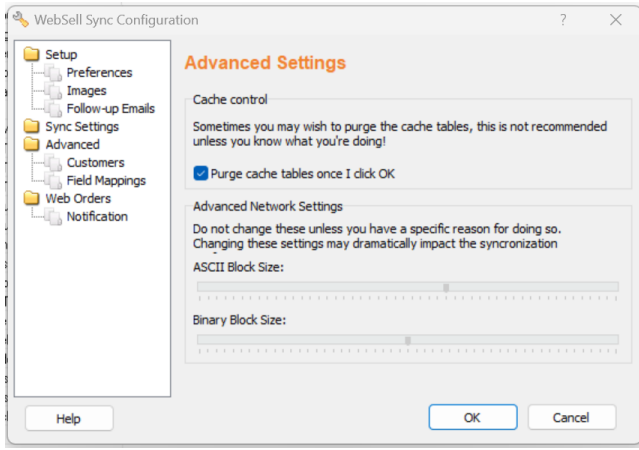 WebSell Sync Configuration
Setup
Preferences
Images
Follow-up Emails
Sync Settings
Advanced
Customers
Field Mappings
Web Orders
Notification
Advanced Settings
Cache control
Sometimes you may wish to purge the cache tables, this is not recommended
unless you know what you're doing!
Purge cache tables once I click OK
Advanced Network Settings
Do not change these unless you have a specific reason for doing so.
Changing these settings may dramatically impact the syncronization
ASCII Block Size:
Binary Block Size:
Help
OK
Cancel